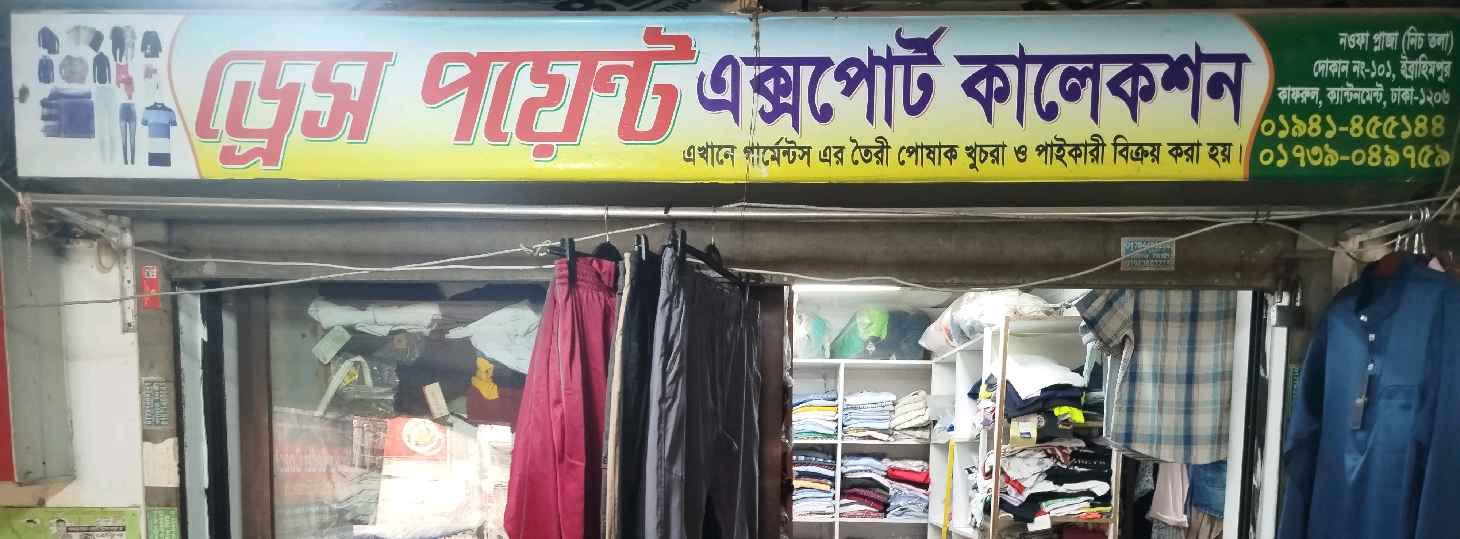 ড্রেস পয়েন্ট এক্সপোর্ট কালেকশন
এখানে গার্মেন্টস এর তৈরী পোষাক খুচরা ও পাইকারী বিক্রয় করা হয়।
নওফা প্লাজা (নিচ তলা)
দোকান নং-১০১, ইব্রাহিমপুর
কাফরুল, ক্যান্টনমেন্ট, ঢাকা-১২০৬
০১৯৪১-৪৫৫১৪৪
০১৭৩৯-০৪৯৭৫৯